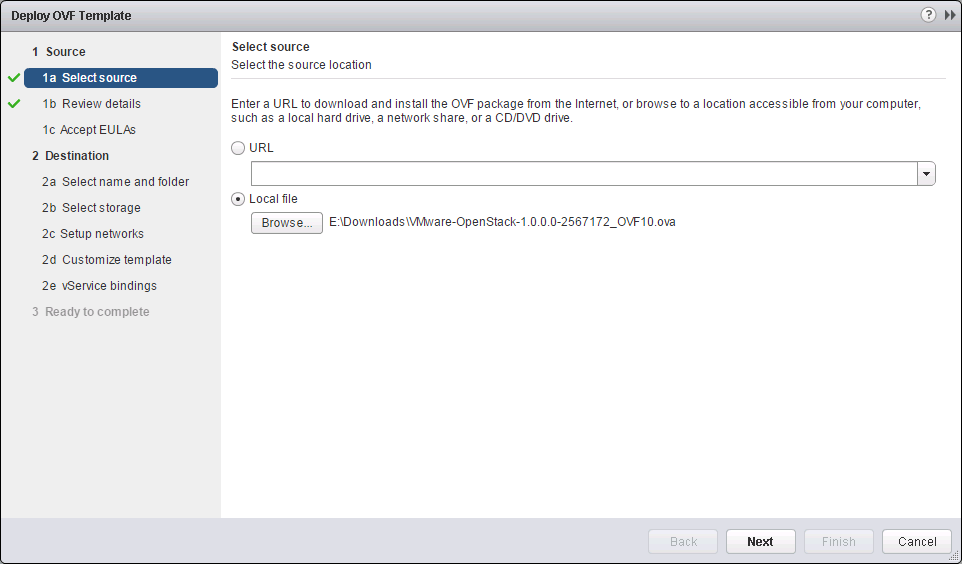 Deploy OVF Template
?
1 Source
1a Select source
1b Review details
1c Accept EULAs
2 Destination
2a Select name and folder
2b Select storage
2c Setup networks
2d Customize template
2e vService bindings
3 Ready to complete
Select source
Select the source location
Enter a URL to download and install the OVF package from the Internet, or browse to a location accessible from your computer,
such as a local hard drive, a network share, or a CD/DVD drive.
URL
Local file
Browse... E:\Downloads\VMware-OpenStack-1.0.0.0-2567172_OVF10.ova
Back Next Finish Cancel